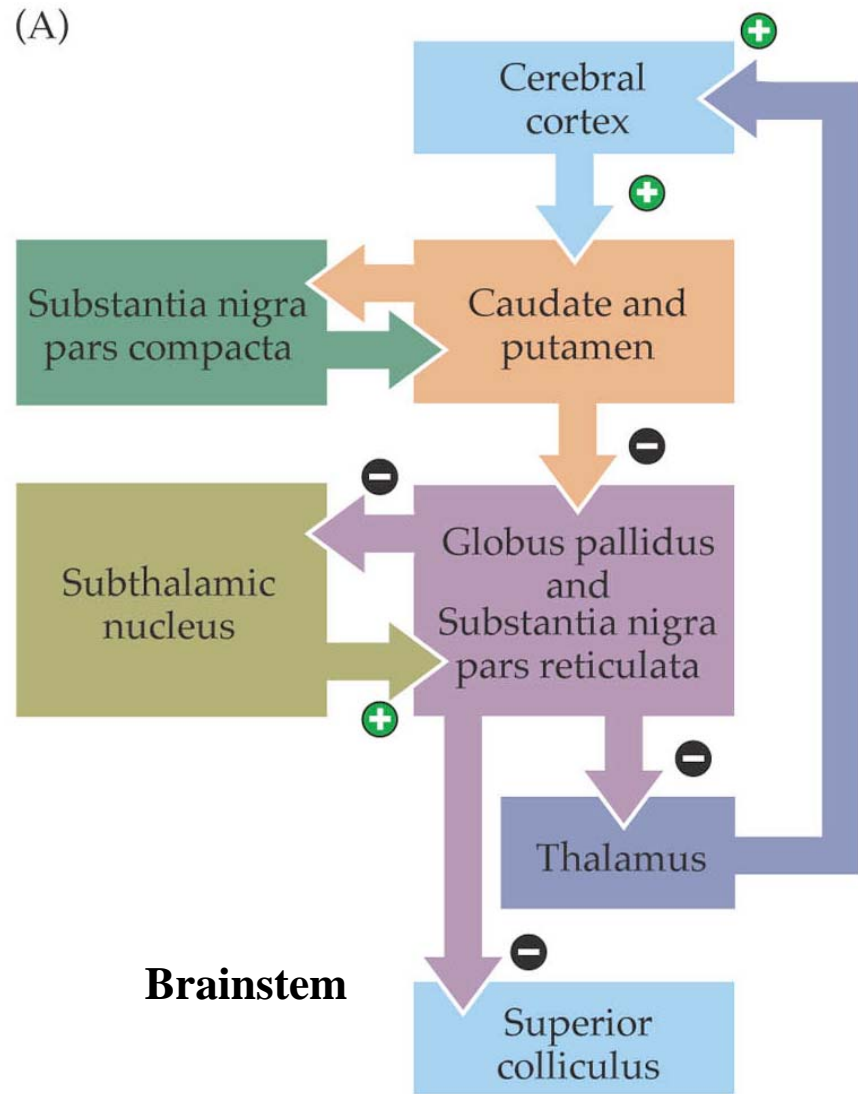 (A)
+
Cerebral
cortex
+
Substantia nigra
pars compacta
Caudate and
putamen
−
−
Subthalamic
nucleus
Globus pallidus
and
Substantia nigra
pars reticulata
+
−
Thalamus
−
Brainstem
Superior
colliculus